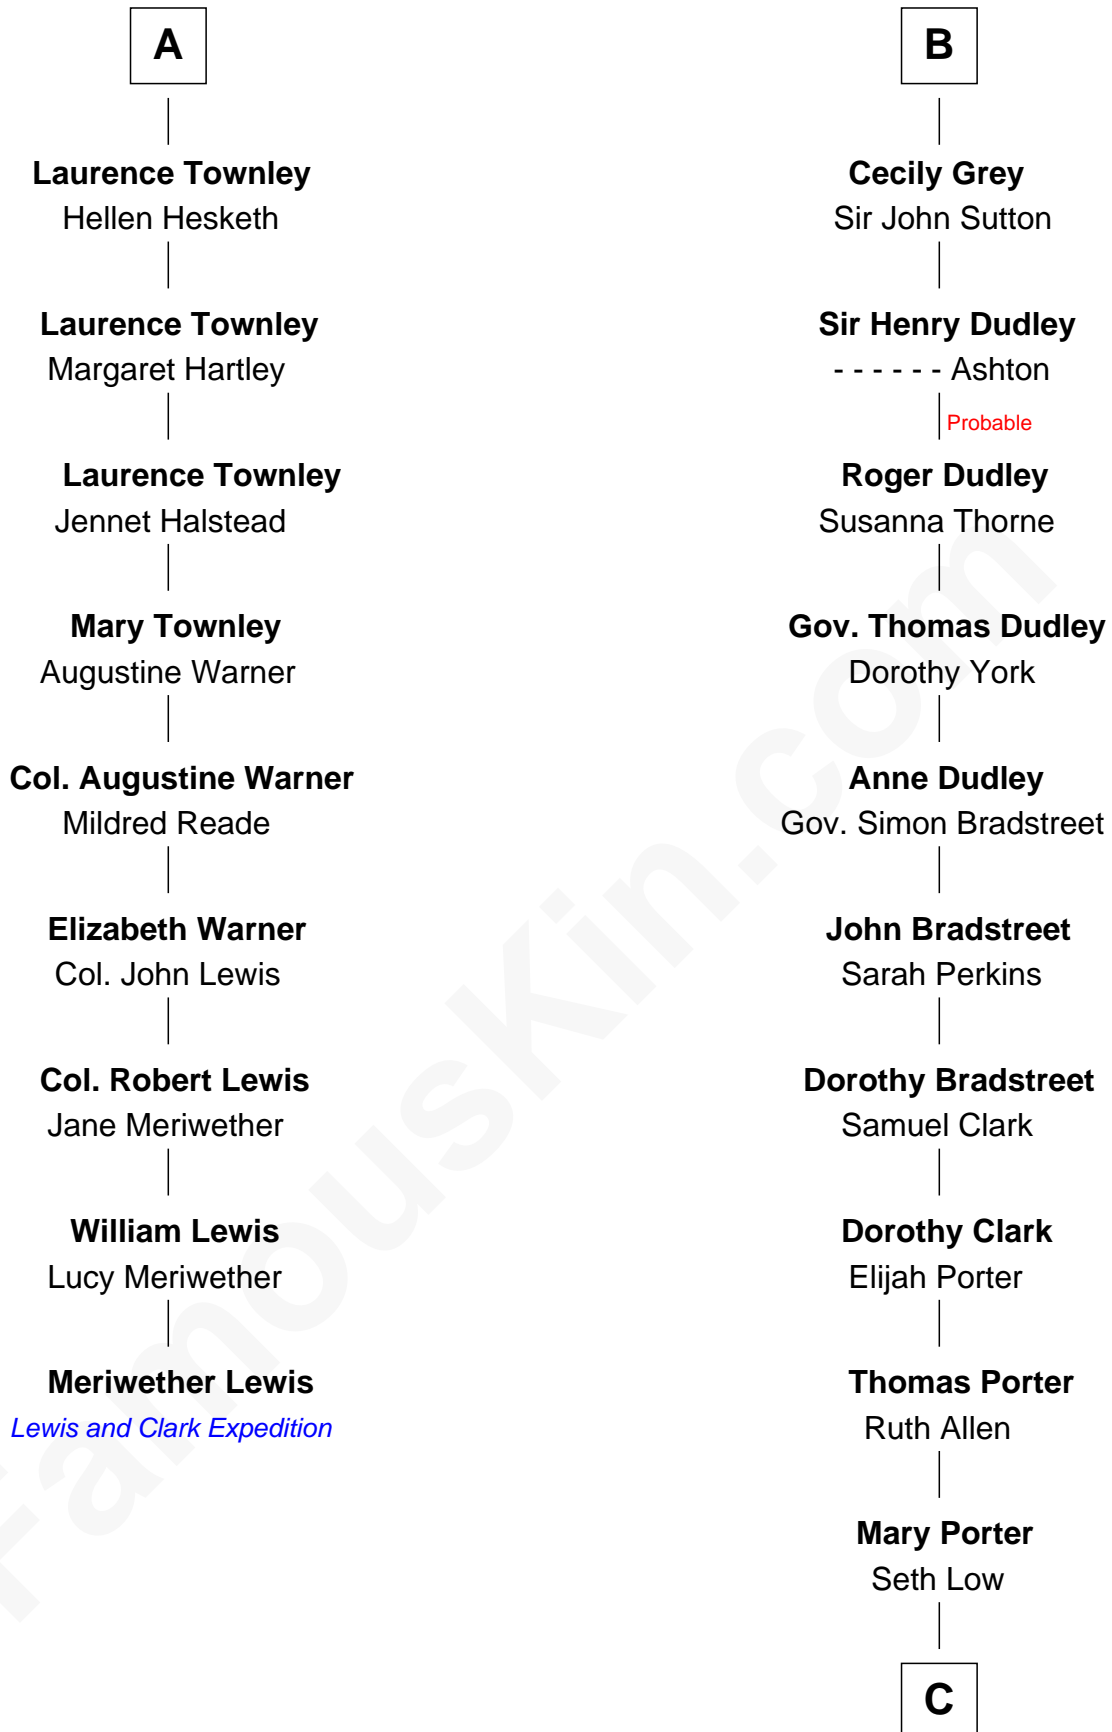 A
Laurence Townley
Hellen Hesketh
Laurence Townley
Margaret Hartley
Laurence Townley
Jennet Halstead
Mary Townley
Augustine Warner
Col. Augustine Warner
Mildred Reade
Elizabeth Warner
Col. John Lewis
Col. Robert Lewis
Jane Meriwether
William Lewis
Lucy Meriwether
Meriwether Lewis
Lewis and Clark Expedition
B
Cecily Grey
Sir John Sutton
Sir Henry Dudley
- - - - - - Ashton
Probable
Roger Dudley
Susanna Thorne
Gov. Thomas Dudley
Dorothy York
Anne Dudley
Gov. Simon Bradstreet
John Bradstreet
Sarah Perkins
Dorothy Bradstreet
Samuel Clark
Dorothy Clark
Elijah Porter
Thomas Porter
Ruth Allen
Mary Porter
Seth Low
C
FamousKin.com